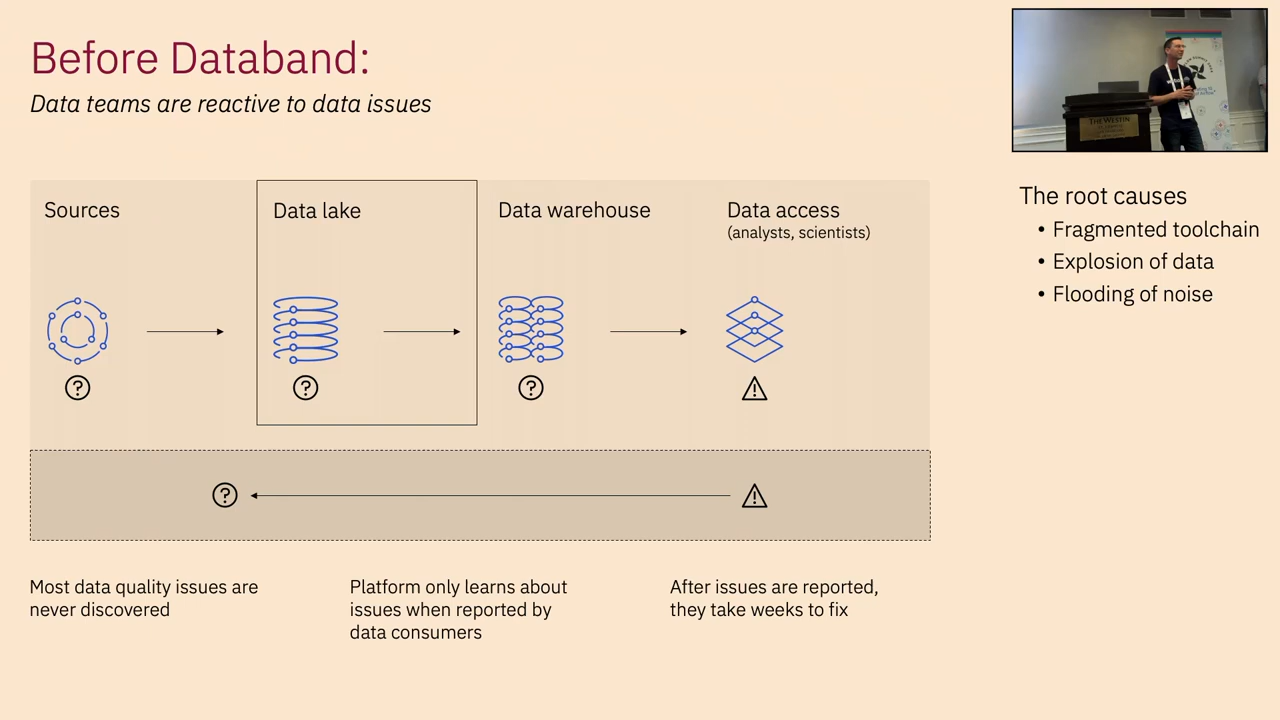 Before Databand:
Data teams are reactive to data issues
Sources
Data lake
Data warehouse
Data access
(analysts, scientists)
Most data quality issues are
never discovered
Platform only learns about
issues when reported by
data consumers
After issues are reported,
they take weeks to fix
The root causes
• Fragmented toolchain
• Explosion of data
• Flooding of noise
THE WESTIN